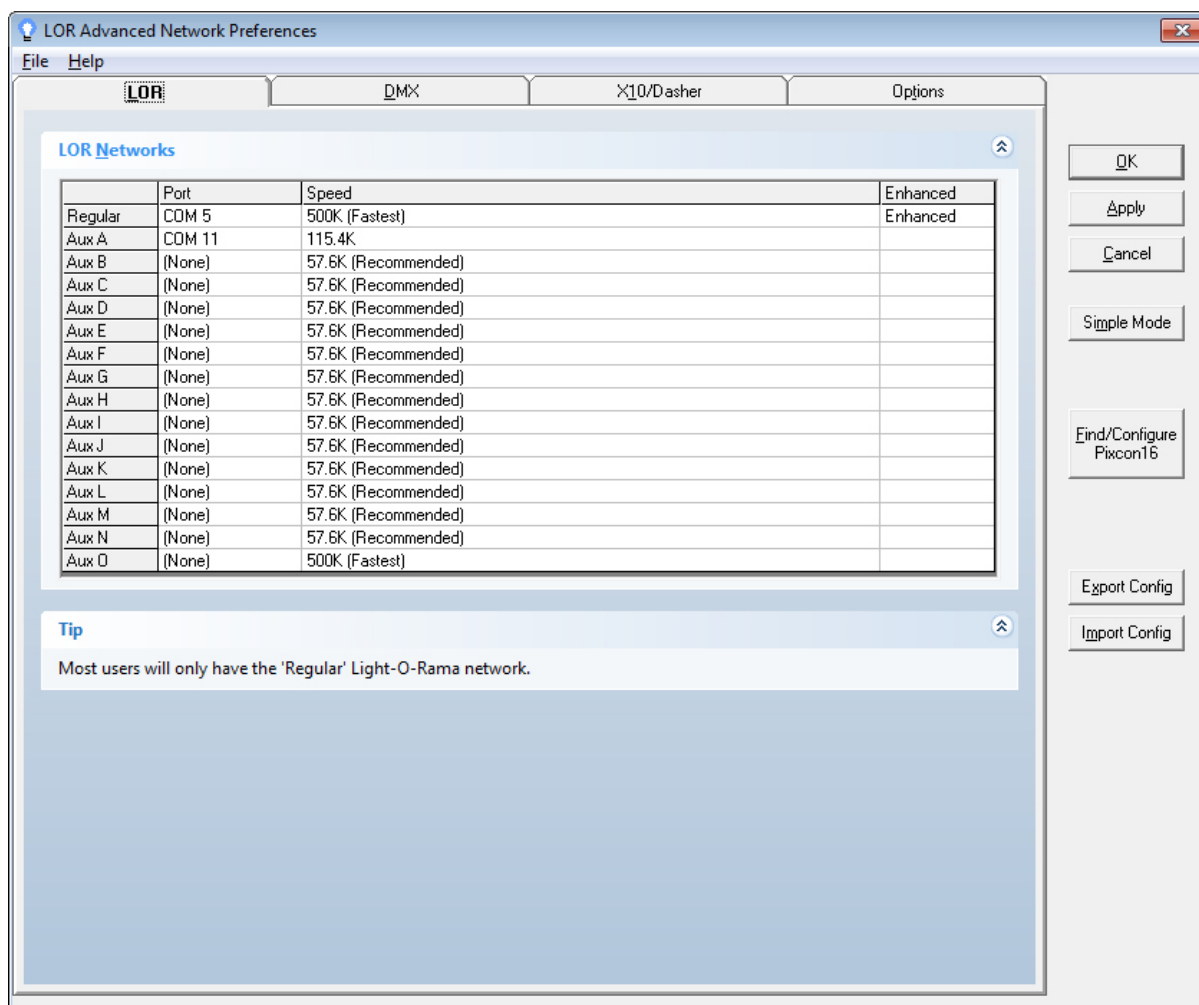 LOR Advanced Network Preferences
File Help
LOR DMX X10/Dasher Options
LOR Networks
Port Speed Enhanced
Regular COM 5 500K (Fastest) Enhanced
Aux A COM 11 115.4K
Aux B (None) 57.6K (Recommended)
Aux C (None) 57.6K (Recommended)
Aux D (None) 57.6K (Recommended)
Aux E (None) 57.6K (Recommended)
Aux F (None) 57.6K (Recommended)
Aux G (None) 57.6K (Recommended)
Aux H (None) 57.6K (Recommended)
Aux I (None) 57.6K (Recommended)
Aux J (None) 57.6K (Recommended)
Aux K (None) 57.6K (Recommended)
Aux L (None) 57.6K (Recommended)
Aux M (None) 57.6K (Recommended)
Aux N (None) 57.6K (Recommended)
Aux O (None) 500K (Fastest)
Tip
Most users will only have the 'Regular' Light-O-Rama network.
OK
Apply
Cancel
Simple Mode
Find/Configure
Pixcon16
Export Config
Import Config